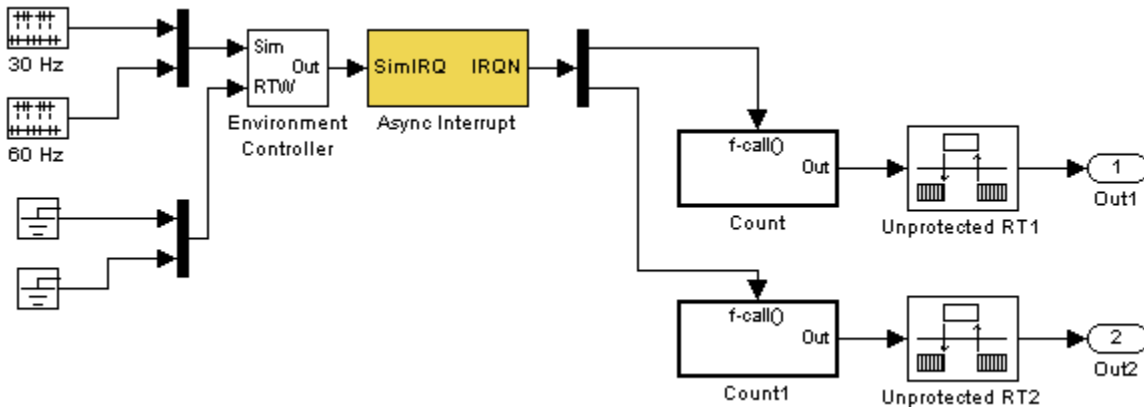 30 Hz
60 Hz
Sim
Out
RTW
Environment
Controller
SimIRQ IRQN
Async Interrupt
f-call()
Out
Count
Unprotected RT1
1
Out1
f-call()
Out
Count1
Unprotected RT2
2
Out2